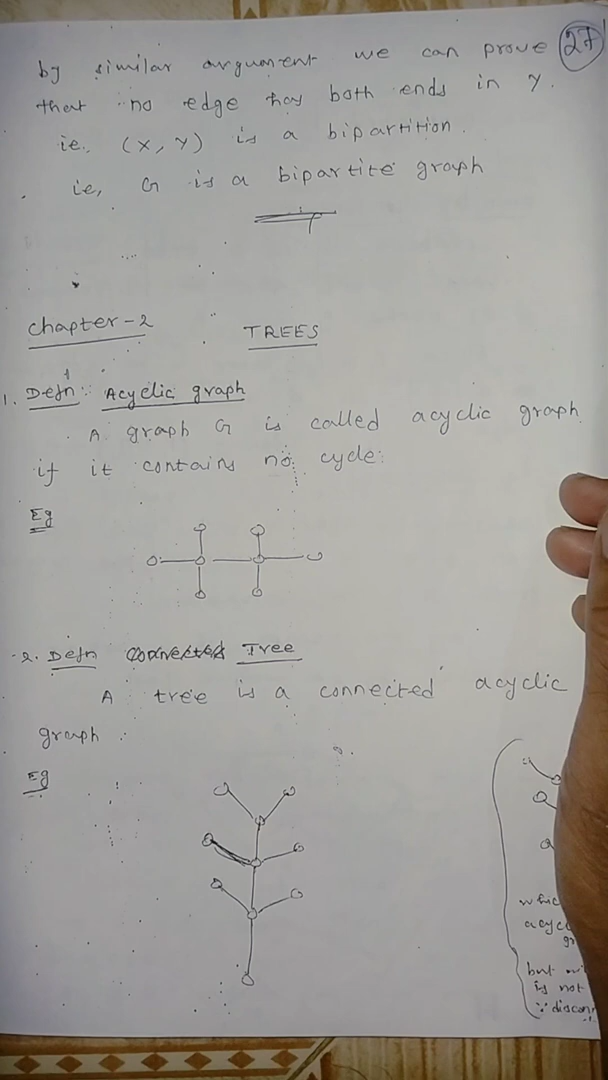 27
by similar argument we can prove
that no edge has both ends in Y.
ie., (X, Y) is a bipartition.
ie, G is a bipartite graph
Chapter-2 TREES
1. Defn: Acyclic graph
A graph G is called acyclic graph
if it contains no cycle.
Eg
2. Defn Tree
A tree is a connected acyclic
graph.
Eg
but
is not